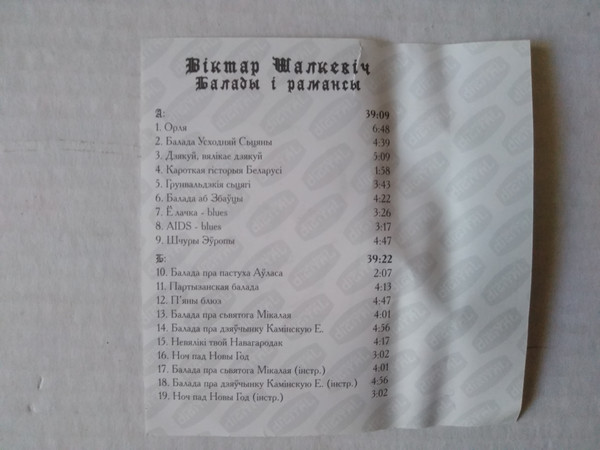 Віктар Шалкевіч
Балады і рамансы
А: 39:09
1. Орля 6:48
2. Балада Усходняй Сьцяны 4:39
3. Дзякуй, вялікае дзякуй 5:09
4. Кароткая гісторыя Беларусі 1:58
5. Грунвальдзкія сьцягі 3:43
6. Балада аб Збаўцы 4:22
7. Ёлачка - blues 3:26
8. AIDS - blues 3:17
9. Шчуры Эўропы 4:47
Б: 39:22
10. Балада пра пастуха Аўласа 2:07
11. Партызанская балада 4:13
12. П'яны блюз 4:47
13. Балада пра сьвятога Мікалая 4:01
14. Балада пра дзяўчынку Камінскую Е. 4:56
15. Невялікі твой Навагародак 4:17
16. Ноч пад Новы Год 3:02
17. Балада пра сьвятога Мікалая (інстр.) 4:01
18. Балада пра дзяўчынку Камінскую Е. (інстр.) 4:56
19. Ноч пад Новы Год (інстр.) 3:02